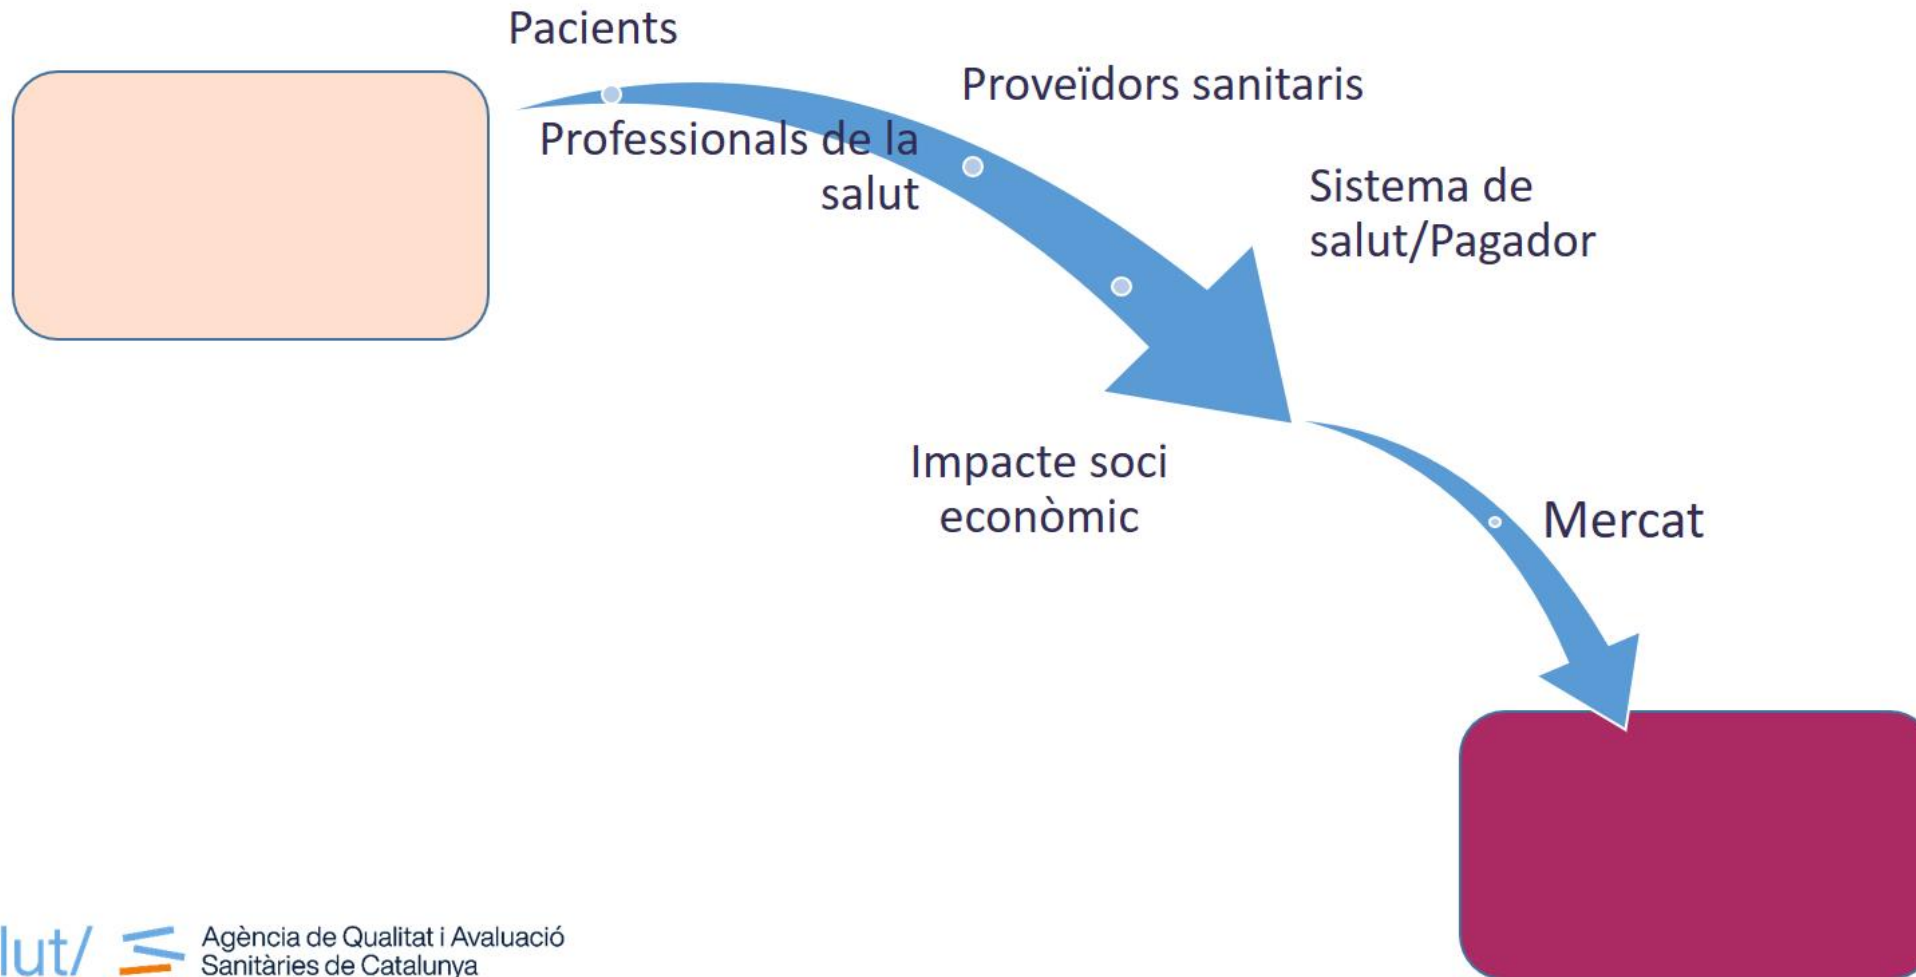 Pacients
Proveïdors sanitaris
Professionals de la
salut
Sistema de
salut/Pagador
Impacte soci
econòmic
Mercat
lut/
Agència de Qualitat i Avaluació
Sanitàries de Catalunya